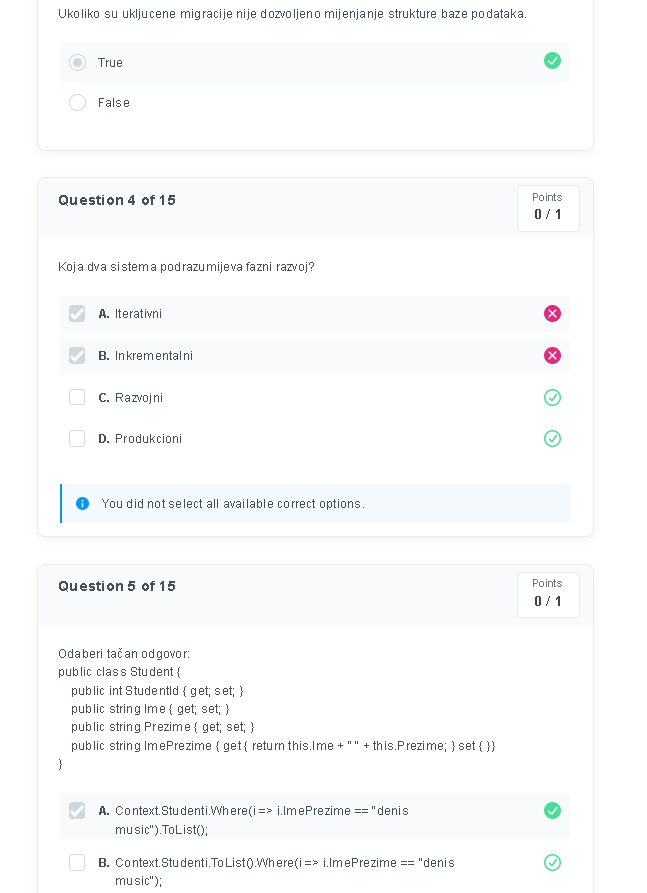 Ukoliko su ukljucene migracije nije dozvoljeno mijenjanje strukture baze podataka.
True
False
Question 4 of 15
Points
0 / 1
Koja dva sistema podrazumijeva fazni razvoj?
A. Iterativni
B. Inkrementalni
C. Razvojni
D. Produkcioni
You did not select all available correct options.
Question 5 of 15
Points
0 / 1
Odaberi tačan odgovor:
public class Student {
public int StudentId { get; set; }
public string Ime { get; set; }
public string Prezime { get; set; }
public string ImePrezime { get { return this.Ime + " " + this.Prezime; } set { }}
}
A. Context.Studenti.Where(i => i.ImePrezime == "denis
music").ToList();
B. Context.Studenti.ToList().Where(i => i.ImePrezime == "denis
music");